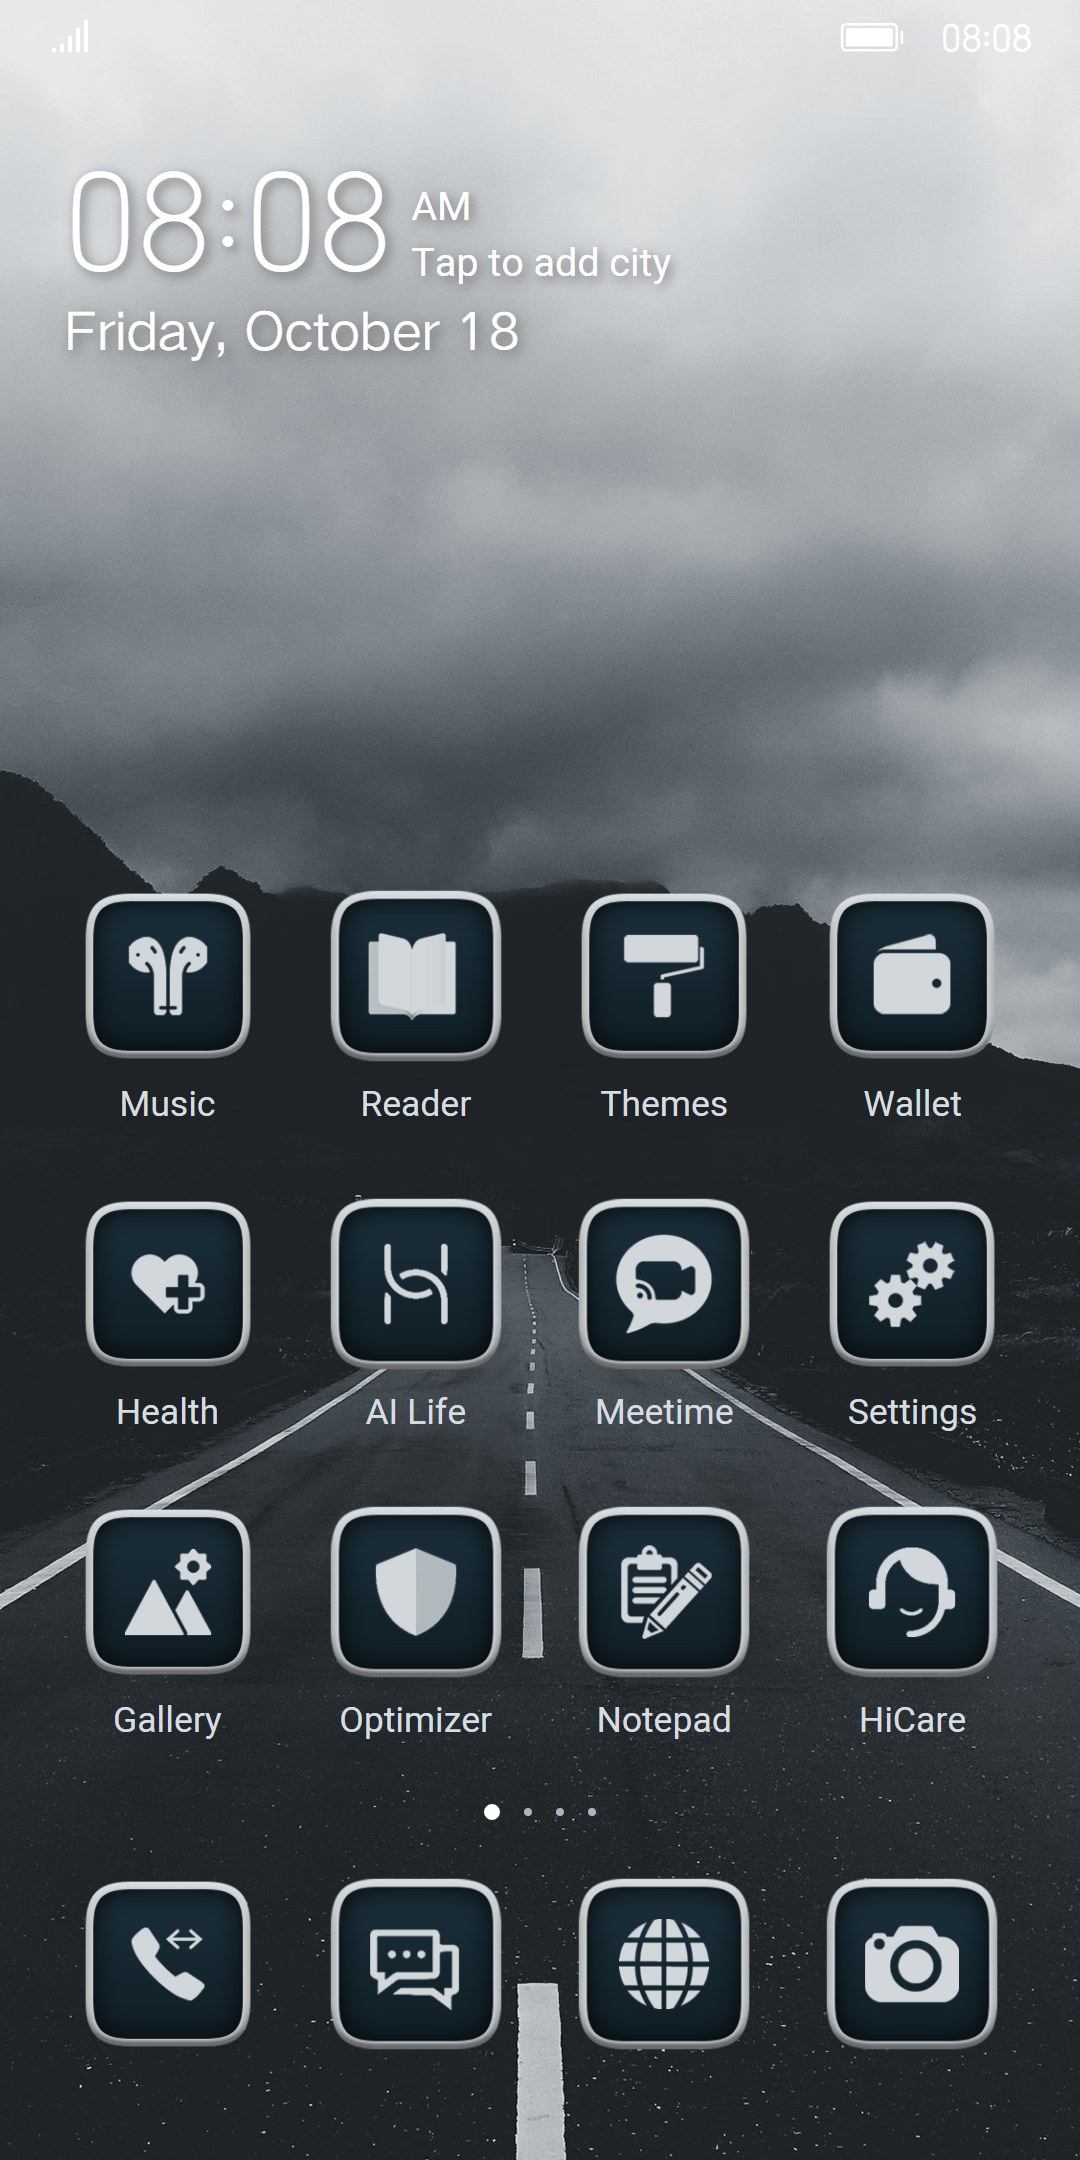 08:08
08:08 AM
Tap to add city
Friday, October 18
Music Reader Themes Wallet
Health AI Life Meetime Settings
Gallery Optimizer Notepad HiCare